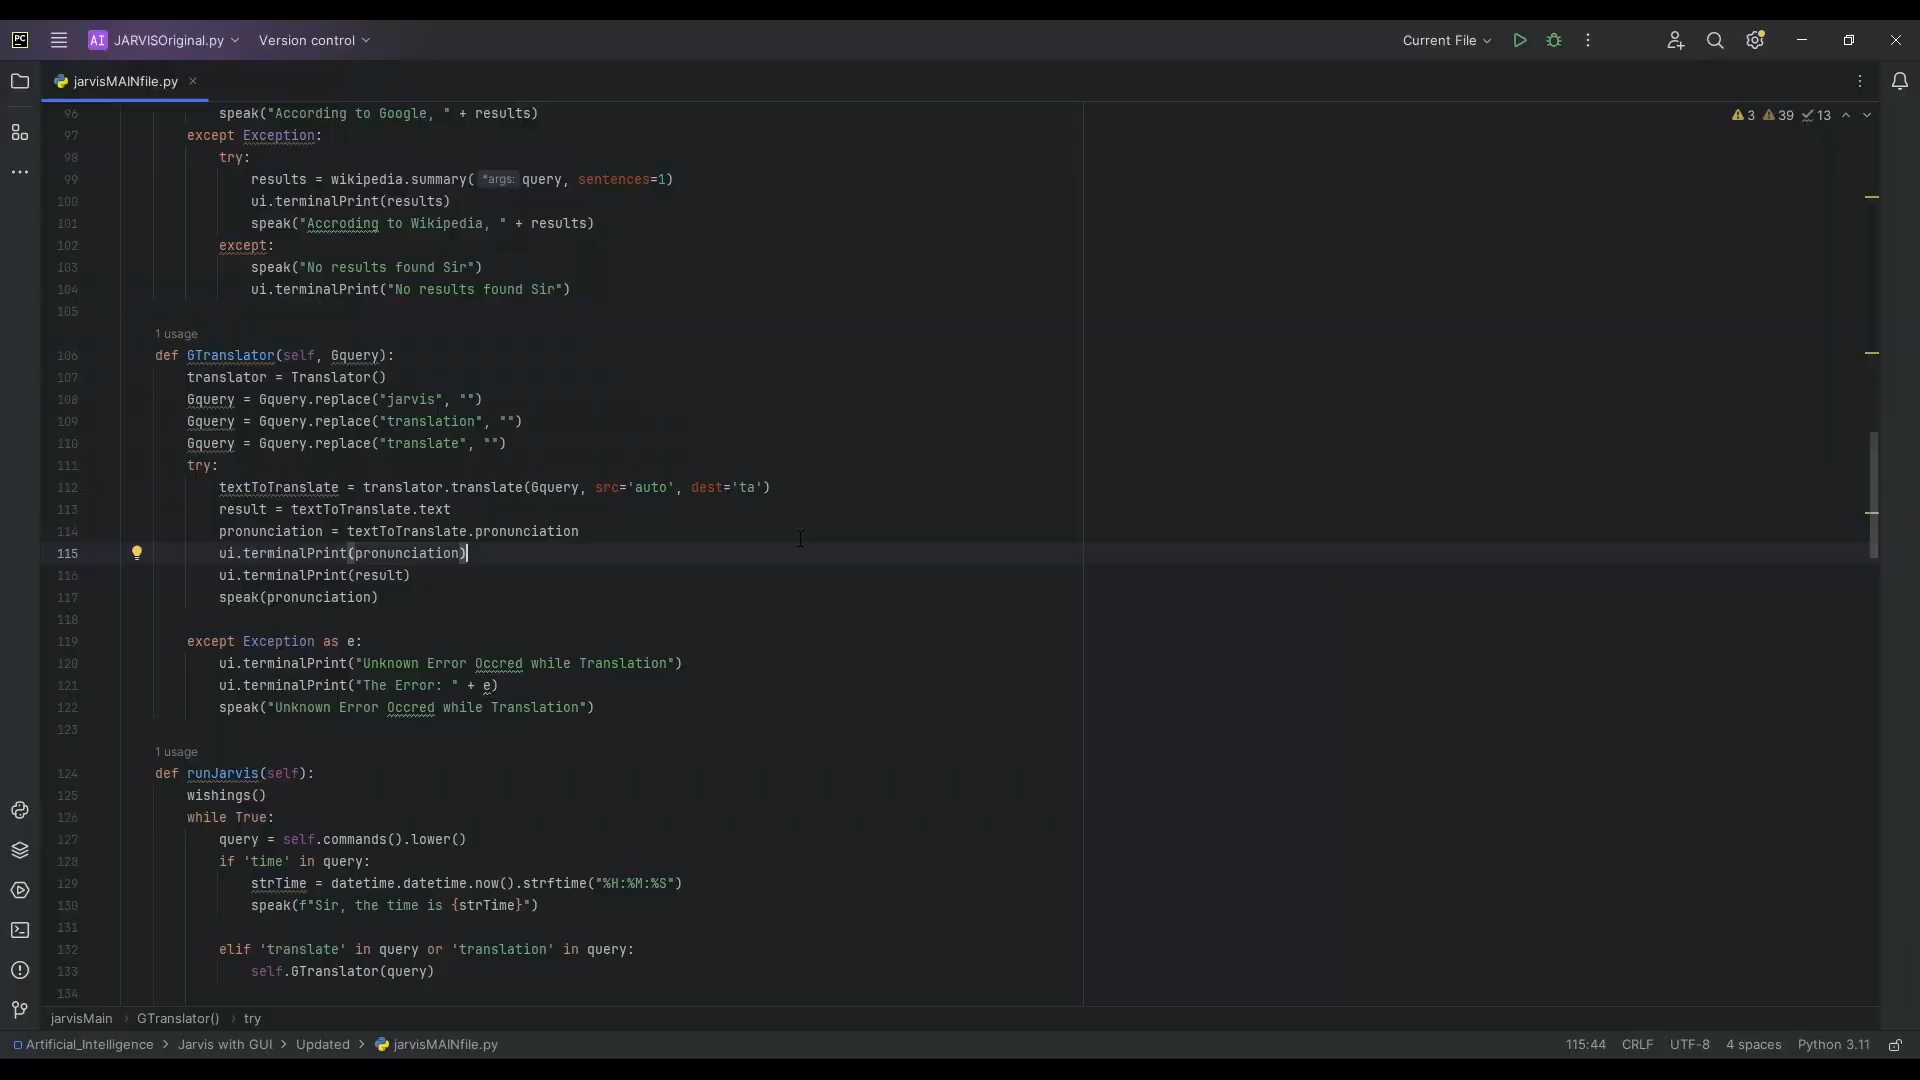 PC AI JARVISOriginal.py Version control Current File
jarvisMAINfile.py
3 39 13
96 speak("According to Google, " + results)
97 except Exception:
98 try:
99 results = wikipedia.summary( *args: query, sentences=1)
100 ui.terminalPrint(results)
101 speak("Accroding to Wikipedia, " + results)
102 except:
103 speak("No results found Sir")
104 ui.terminalPrint("No results found Sir")
105
1 usage
106 def GTranslator(self, Gquery):
107 translator = Translator()
108 Gquery = Gquery.replace("jarvis", "")
109 Gquery = Gquery.replace("translation", "")
110 Gquery = Gquery.replace("translate", "")
111 try:
112 textToTranslate = translator.translate(Gquery, src='auto', dest='ta')
113 result = textToTranslate.text
114 pronunciation = textToTranslate.pronunciation
115 ui.terminalPrint(pronunciation)
116 ui.terminalPrint(result)
117 speak(pronunciation)
118
119 except Exception as e:
120 ui.terminalPrint("Unknown Error Occred while Translation")
121 ui.terminalPrint("The Error: " + e)
122 speak("Unknown Error Occred while Translation")
123
1 usage
124 def runJarvis(self):
125 wishings()
126 while True:
127 query = self.commands().lower()
128 if 'time' in query:
129 strTime = datetime.datetime.now().strftime("%H:%M:%S")
130 speak(f"Sir, the time is {strTime}")
131
132 elif 'translate' in query or 'translation' in query:
133 self.GTranslator(query)
134
jarvisMain › GTranslator() › try
Artificial_Intelligence > Jarvis with GUI > Updated > jarvisMAINfile.py 115:44 CRLF UTF-8 4 spaces Python 3.11